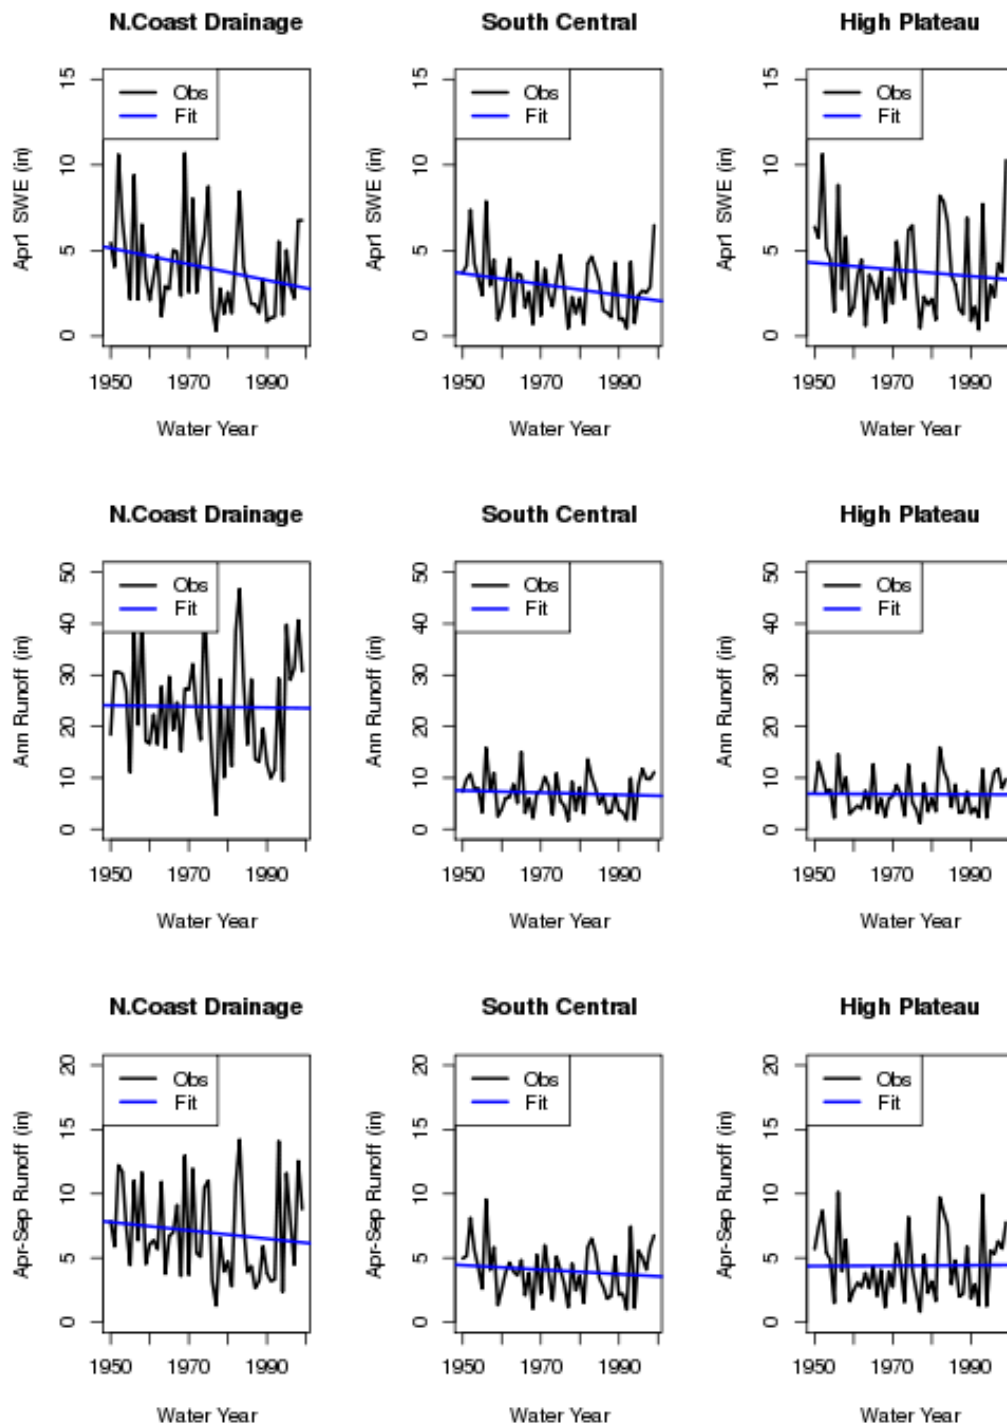 N.Coast Drainage South Central High Plateau
Apr1 SWE (in) Apr1 SWE (in) Apr1 SWE (in)
15 15 15
Obs Obs Obs
Fit Fit Fit
10 10 10
5 5 5
0 0 0
1950 1970 1990 1950 1970 1990 1950 1970 1990
Water Year Water Year Water Year
N.Coast Drainage South Central High Plateau
Ann Runoff (in) Ann Runoff (in) Ann Runoff (in)
50 50 50
Obs Obs Obs
Fit Fit Fit
40 40 40
30 30 30
20 20 20
10 10 10
0 0 0
1950 1970 1990 1950 1970 1990 1950 1970 1990
Water Year Water Year Water Year
N.Coast Drainage South Central High Plateau
Apr-Sep Runoff (in) Apr-Sep Runoff (in) Apr-Sep Runoff (in)
20 20 20
Obs Obs Obs
Fit Fit Fit
15 15 15
10 10 10
5 5 5
0 0 0
1950 1970 1990 1950 1970 1990 1950 1970 1990
Water Year Water Year Water Year